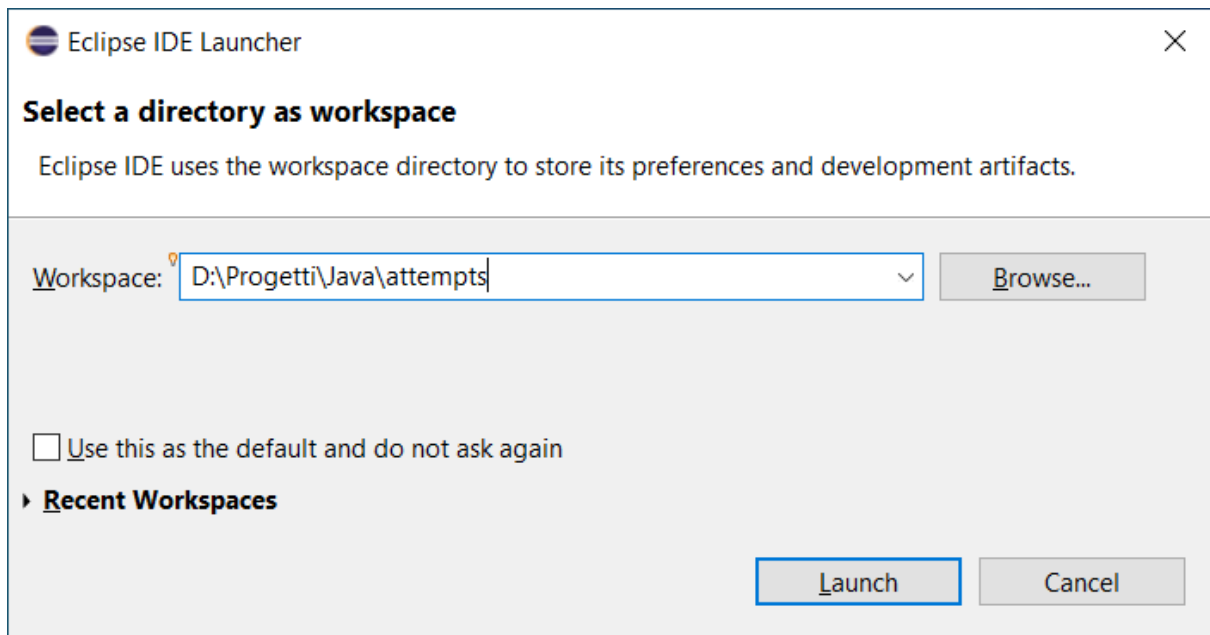 Eclipse IDE Launcher
Select a directory as workspace
Eclipse IDE uses the workspace directory to store its preferences and development artifacts.
Workspace: D:\Progetti\Java\attempts Browse...
Use this as the default and do not ask again
Recent Workspaces
Launch Cancel